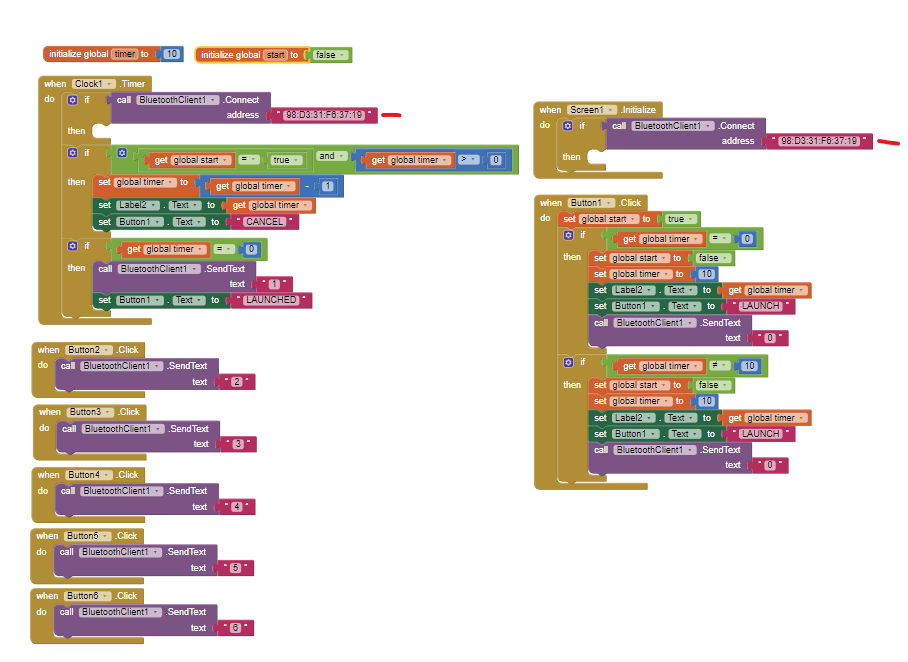 initialize global timer to 10
initialize global start to false
when Clock1 .Timer
do if call BluetoothClient1 .Connect
address " 98:D3:31:F6:37:19 "
then
if get global start = true and get global timer > 0
then set global timer to get global timer - 1
set Label2 . Text to get global timer
set Button1 . Text to " CANCEL "
if get global timer = 0
then call BluetoothClient1 .SendText
text " 1 "
set Button1 . Text to " LAUNCHED "
when Button2 .Click
do call BluetoothClient1 .SendText
text " 2 "
when Button3 .Click
do call BluetoothClient1 .SendText
text " 3 "
when Button4 .Click
do call BluetoothClient1 .SendText
text " 4 "
when Button5 .Click
do call BluetoothClient1 .SendText
text " 5 "
when Button6 .Click
do call BluetoothClient1 .SendText
text " 6 "
when Screen1 .Initialize
do if call BluetoothClient1 .Connect
address " 98:D3:31:F6:37:19 "
then
when Button1 .Click
do set global start to true
if get global timer = 0
then set global start to false
set global timer to 10
set Label2 . Text to get global timer
set Button1 . Text to " LAUNCH "
call BluetoothClient1 .SendText
text " 0 "
if get global timer ≠ 10
then set global start to false
set global timer to 10
set Label2 . Text to get global timer
set Button1 . Text to " LAUNCH "
call BluetoothClient1 .SendText
text " 0 "